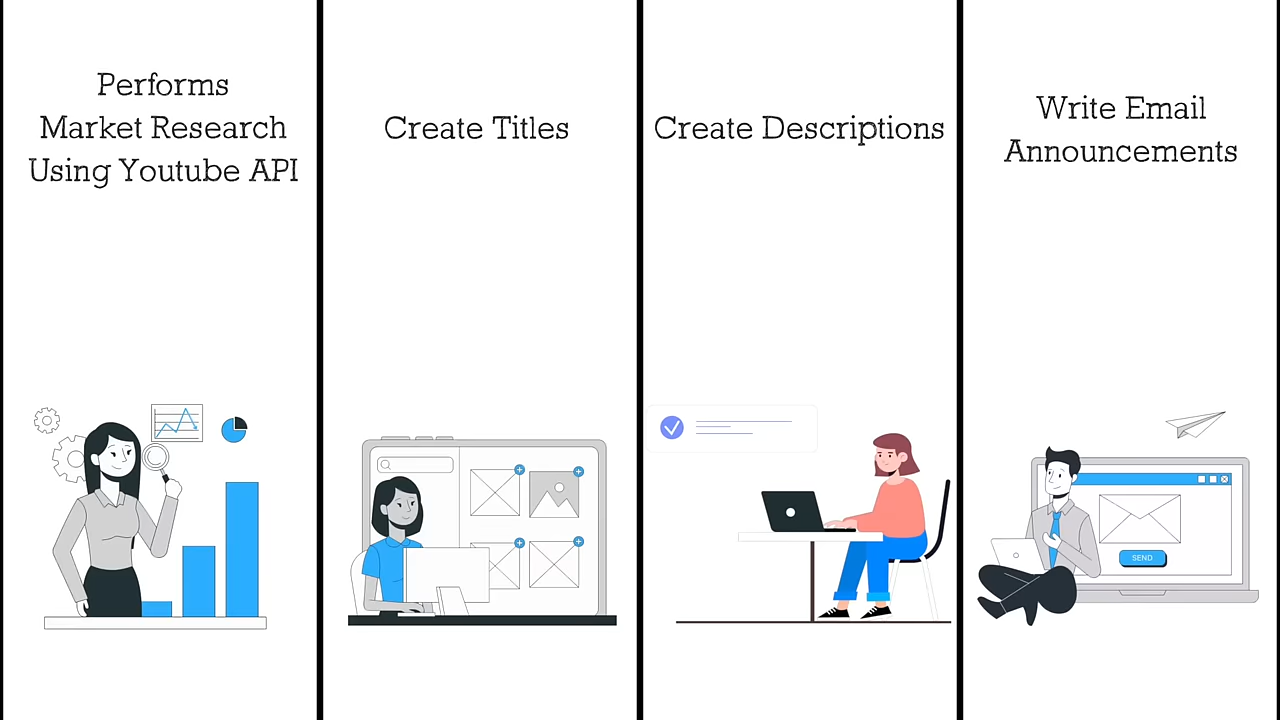 Performs
Market Research
Using Youtube API
Create Titles
Create Descriptions
Write Email
Announcements
SEND